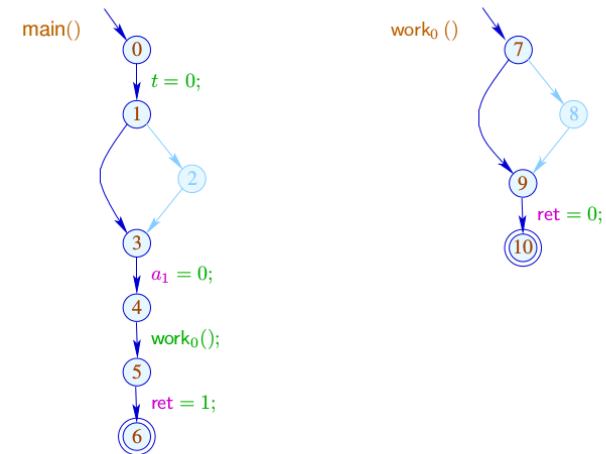 main()
0
t = 0;
1
2
3
a₁ = 0;
4
work₀();
5
ret = 1;
6
work₀ ()
7
8
9
ret = 0;
10